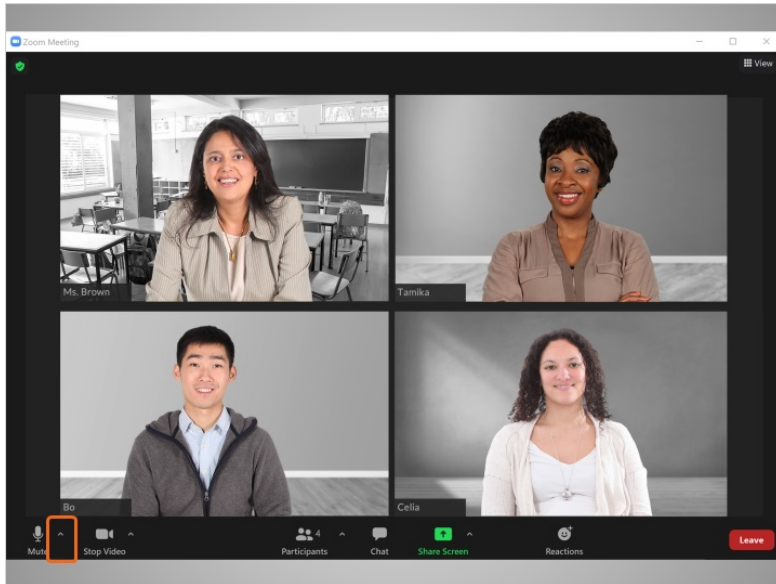 Zoom Meeting
View
Ms. Brown
Tamika
Bo
Celia
4
Mute
Stop Video
Participants
Chat
Share Screen
Reactions
Leave